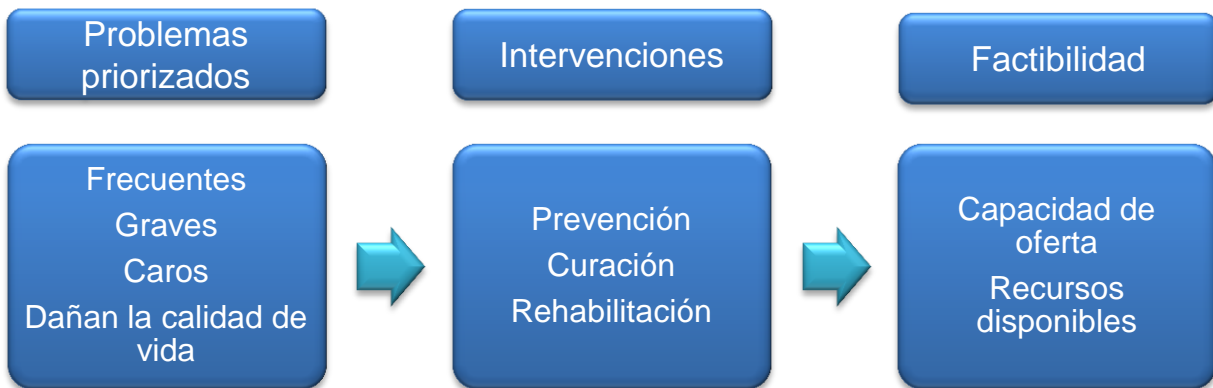 Problemas
priorizados
Intervenciones
Factibilidad
Frecuentes
Graves
Caros
Dañan la calidad de
vida
Prevención
Curación
Rehabilitación
Capacidad de
oferta
Recursos
disponibles